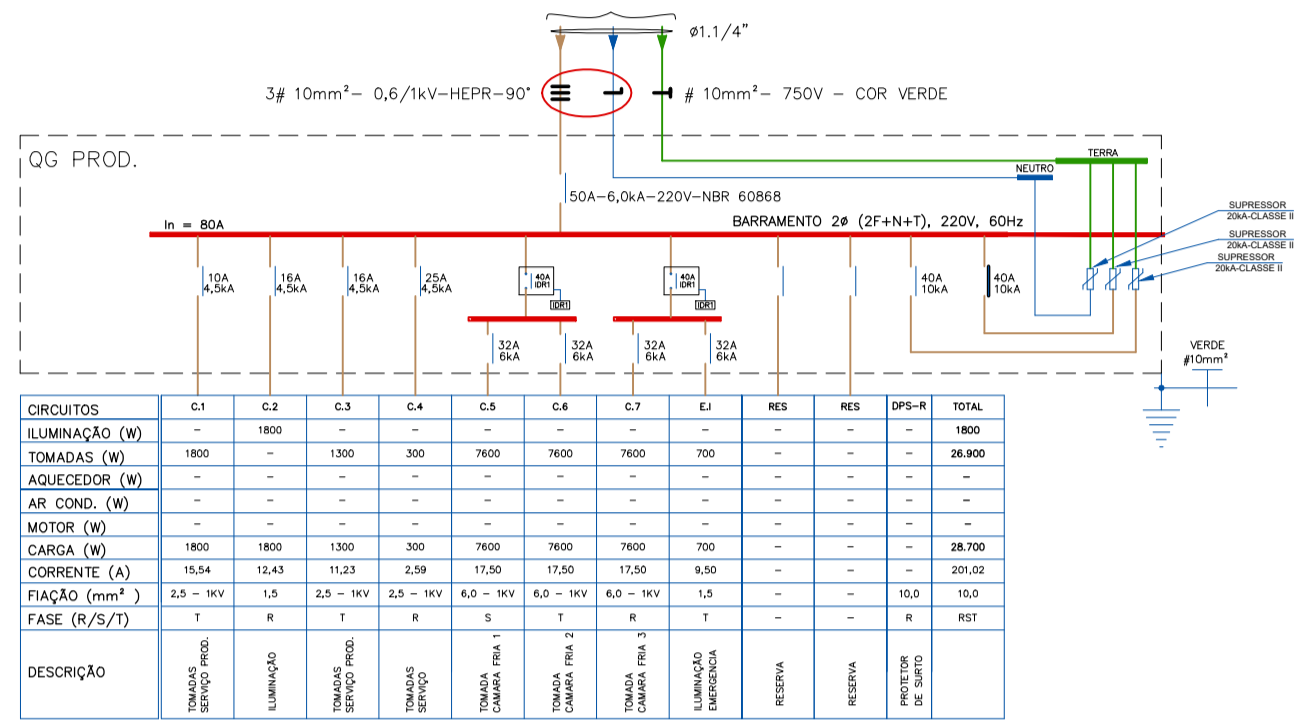 ø1.1/4"
3# 10mm²- 0,6/1kV-HEPR-90°
# 10mm²- 750V - COR VERDE
QG PROD.
TERRA
NEUTRO
50A-6,0kA-220V-NBR 60868
In = 80A
BARRAMENTO 2ø (2F+N+T), 220V, 60Hz
SUPRESSOR
20kA-CLASSE II
SUPRESSOR
20kA-CLASSE II
SUPRESSOR
20kA-CLASSE II
10A
4,5kA
16A
4,5kA
16A
4,5kA
25A
4,5kA
40A
IDR1
IDR1
40A
IDR1
IDR1
40A
10kA
40A
10kA
32A
6kA
32A
6kA
32A
6kA
32A
6kA
VERDE
#10mm²
CIRCUITOS C.1 C.2 C.3 C.4 C.5 C.6 C.7 E.I RES RES DPS-R TOTAL
ILUMINAÇÃO (W) - 1800 - - - - - - - - - 1800
TOMADAS (W) 1800 - 1300 300 7600 7600 7600 700 - - - 26.900
AQUECEDOR (W) - - - - - - - - - - - -
AR COND. (W) - - - - - - - - - - - -
MOTOR (W) - - - - - - - - - - - -
CARGA (W) 1800 1800 1300 300 7600 7600 7600 700 - - - 28.700
CORRENTE (A) 15,54 12,43 11,23 2,59 17,50 17,50 17,50 9,50 - - - 201,02
FIAÇÃO (mm² ) 2,5 - 1KV 1,5 2,5 - 1KV 2,5 - 1KV 6,0 - 1KV 6,0 - 1KV 6,0 - 1KV 1,5 - - 10,0 10,0
FASE (R/S/T) T R T R S T R T - - R RST
DESCRIÇÃO
TOMADAS
SERVIÇO PROD.
ILUMINAÇÃO
TOMADAS
SERVIÇO PROD.
TOMADAS
SERVIÇO
TOMADA
CAMARA FRIA 1
TOMADA
CAMARA FRIA 2
TOMADA
CAMARA FRIA 3
ILUMINAÇÃO
EMERGENCIA
RESERVA
RESERVA
PROTETOR
DE SURTO